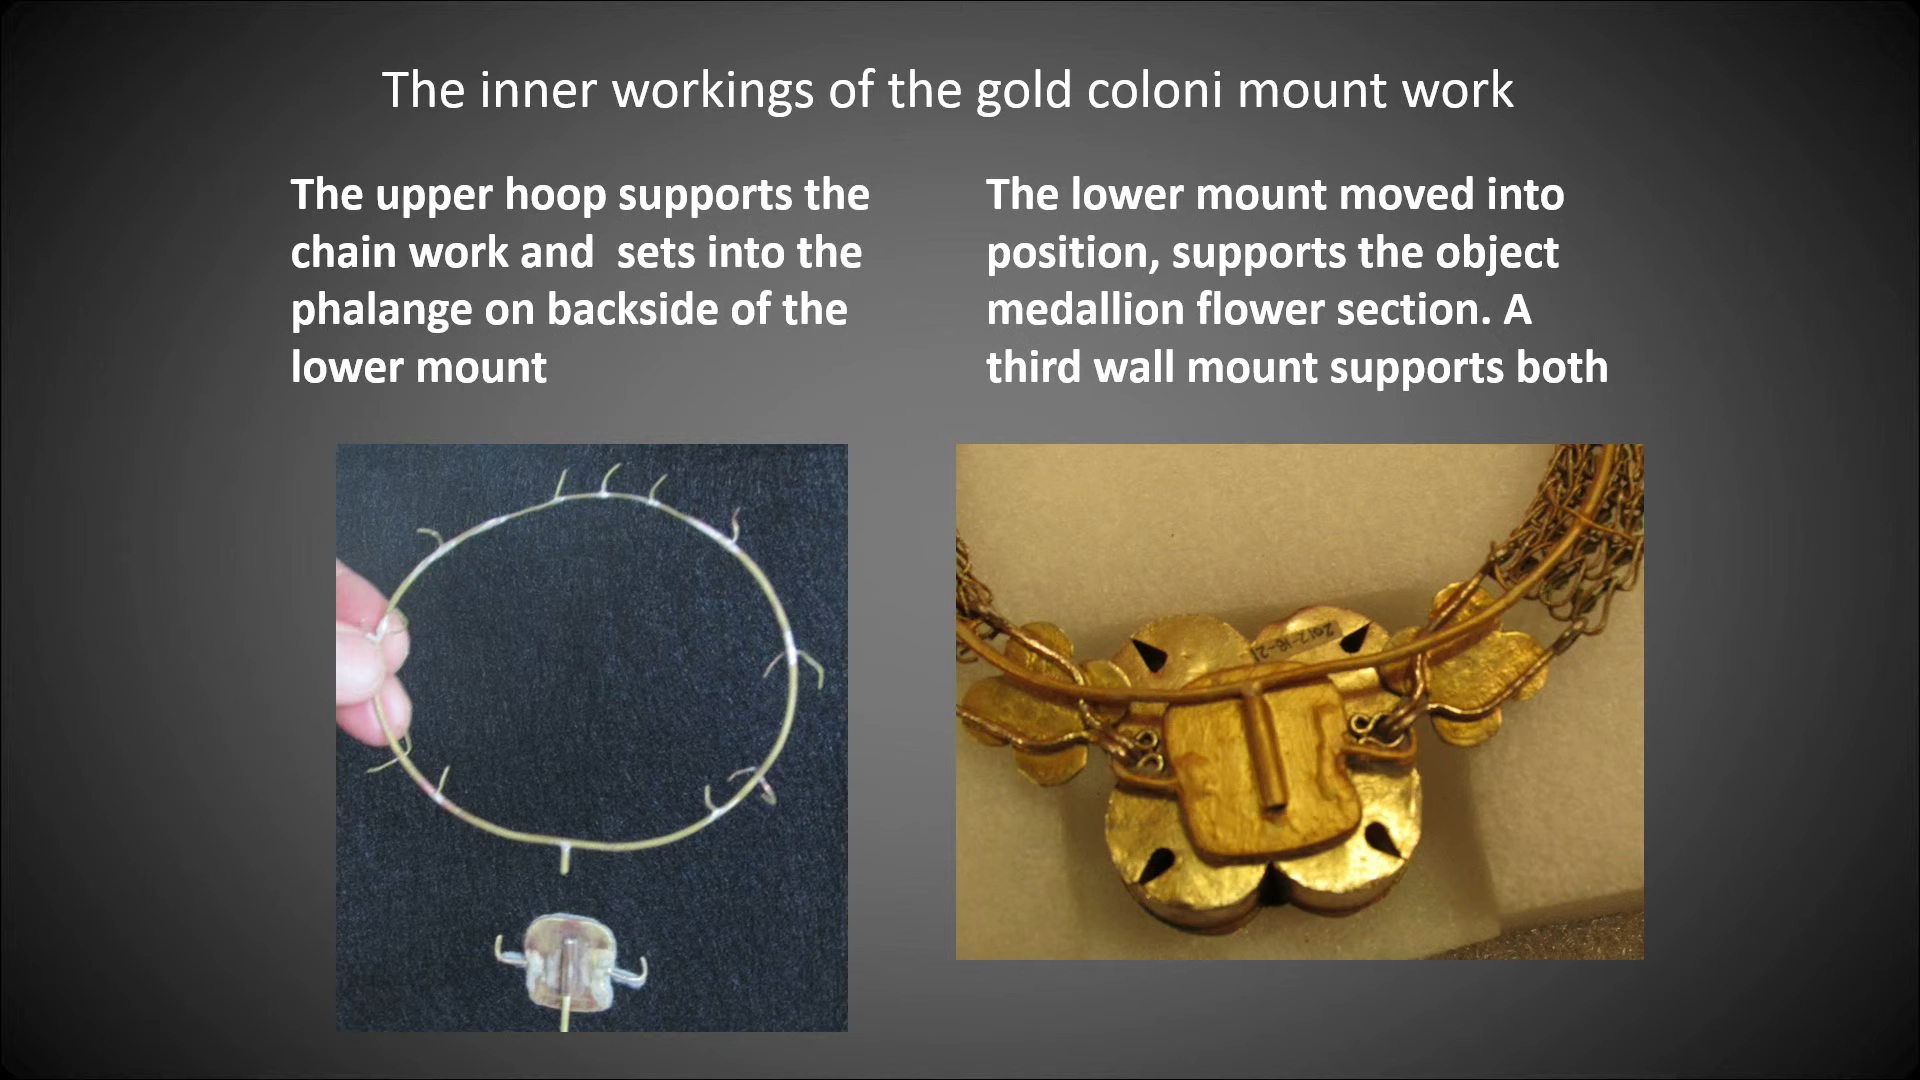 The inner workings of the gold coloni mount work
The upper hoop supports the
chain work and  sets into the
phalange on backside of the
lower mount
The lower mount moved into
position, supports the object
medallion flower section. A
third wall mount supports both